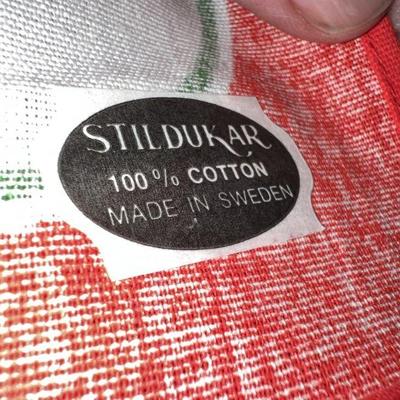 STILDUKAR
100% COTTON
MADE IN SWEDEN